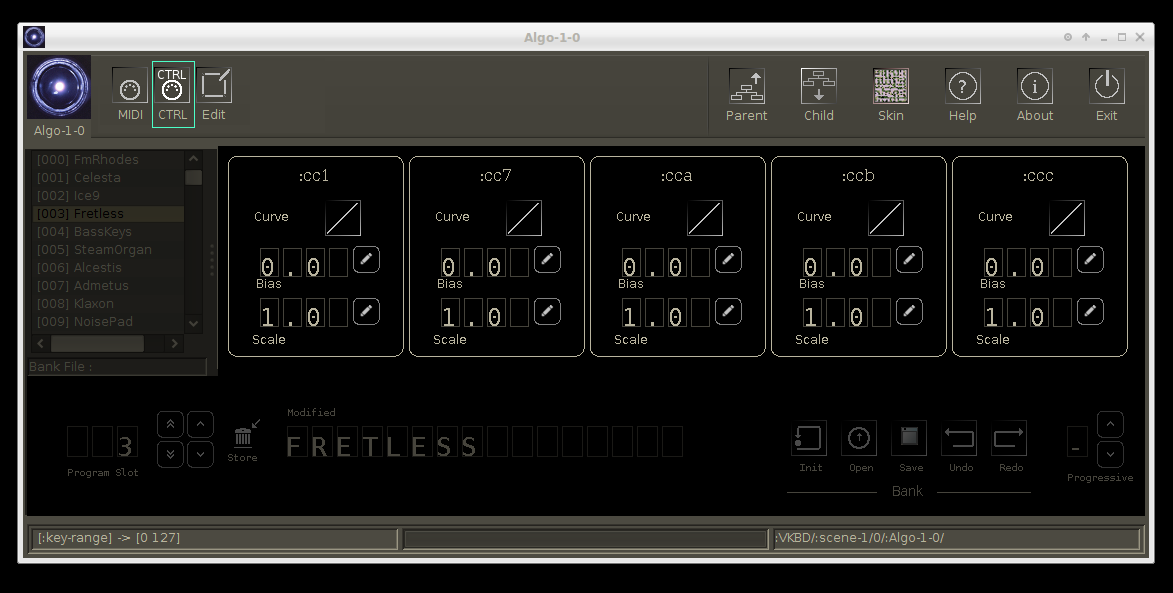 Algo-1-0
Algo-1-0
MIDI
CTRL
CTRL
Edit
Parent
Child
Skin
Help
About
Exit
[000] FmRhodes
[001] Celesta
[002] Ice9
[003] Fretless
[004] BassKeys
[005] SteamOrgan
[006] Alcestis
[007] Admetus
[008] Klaxon
[009] NoisePad
Bank File :
:cc1
Curve
0.0
Bias
1.0
Scale
:cc7
Curve
0.0
Bias
1.0
Scale
:cca
Curve
0.0
Bias
1.0
Scale
:ccb
Curve
0.0
Bias
1.0
Scale
:ccc
Curve
0.0
Bias
1.0
Scale
3
Program Slot
Store
Modified
FRETLESS
Init
Open
Save
Undo
Redo
Bank
-
Progressive
[:key-range] -> [0 127]
:VKBD/:scene-1/0/:Algo-1-0/